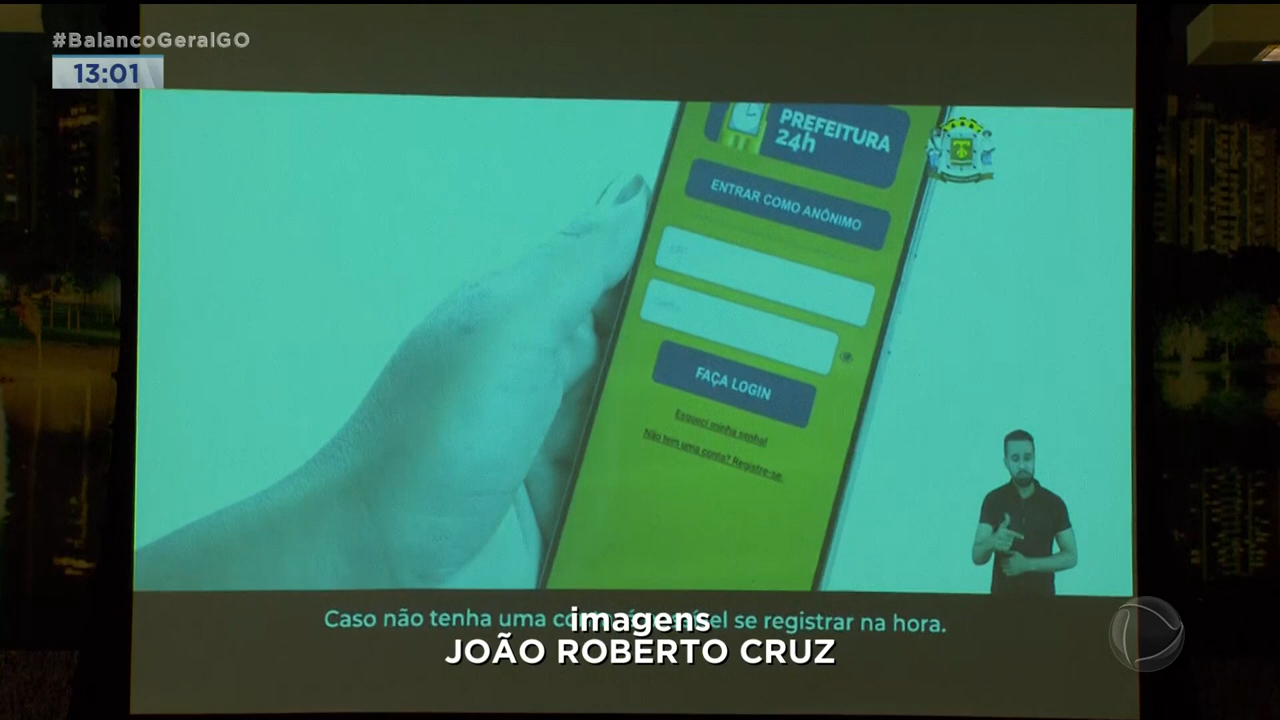 #BalancoGeralGO
13:01
PREFEITURA
24h
ENTRAR COMO ANÔNIMO
FAÇA LOGIN
Esqueci minha senha!
Não tem uma conta? Registre-se.
Caso não tenha uma se registrar na hora.
imagens
JOÃO ROBERTO CRUZ